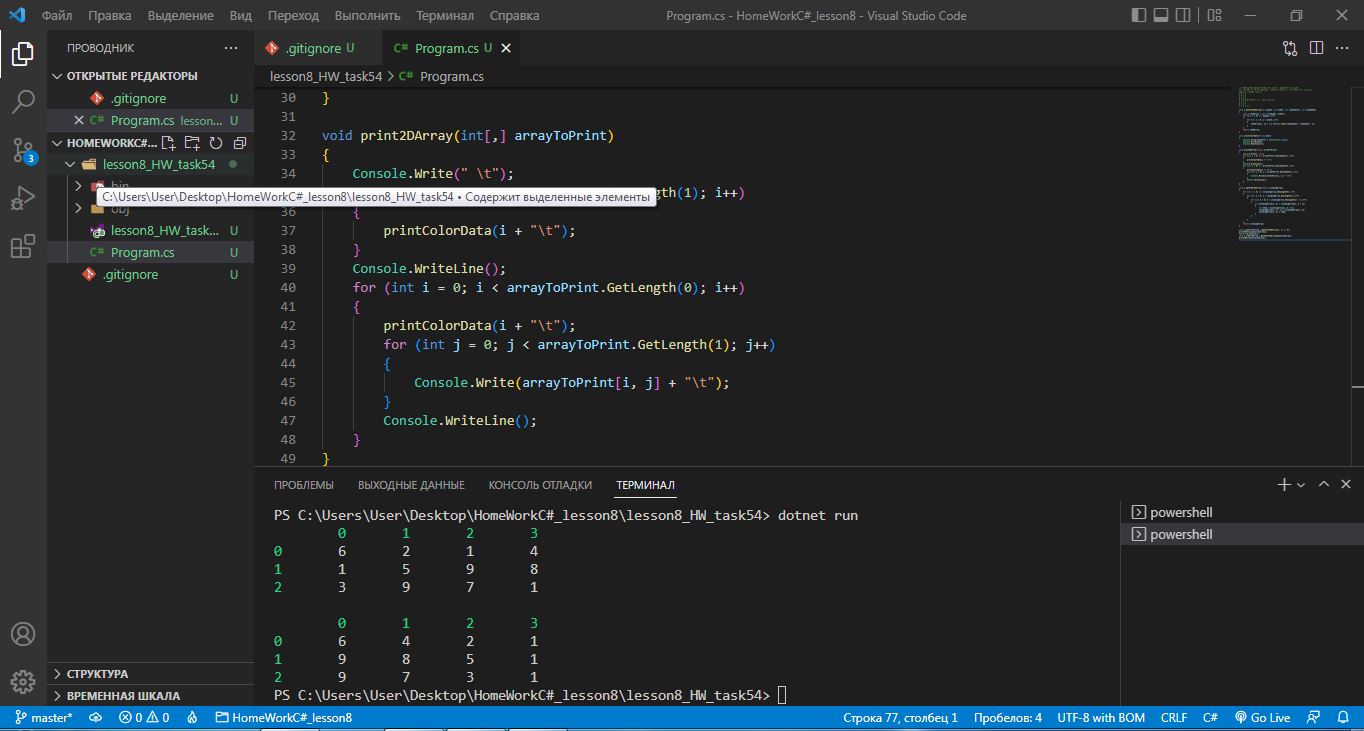 Файл Правка Выделение Вид Переход Выполнить Терминал Справка Program.cs - HomeWorkC#_lesson8 - Visual Studio Code
ПРОВОДНИК ...
ОТКРЫТЫЕ РЕДАКТОРЫ
.gitignore U
C# Program.cs lesson... U
HOMEWORKC#...
lesson8_HW_task54
bin
C:\Users\User\Desktop\HomeWorkC#_lesson8\lesson8_HW_task54 • Содержит выделенные элементы
obj
lesson8_HW_task... U
C# Program.cs U
.gitignore U
СТРУКТУРА
ВРЕМЕННАЯ ШКАЛА
3
.gitignore U C# Program.cs U
lesson8_HW_task54 > C# Program.cs
30 }
31
32 void print2DArray(int[,] arrayToPrint)
33 {
34 Console.Write(" \t");
35 gth(1); i++)
36 {
37 printColorData(i + "\t");
38 }
39 Console.WriteLine();
40 for (int i = 0; i < arrayToPrint.GetLength(0); i++)
41 {
42 printColorData(i + "\t");
43 for (int j = 0; j < arrayToPrint.GetLength(1); j++)
44 {
45 Console.Write(arrayToPrint[i, j] + "\t");
46 }
47 Console.WriteLine();
48 }
49 }
ПРОБЛЕМЫ ВЫХОДНЫЕ ДАННЫЕ КОНСОЛЬ ОТЛАДКИ ТЕРМИНАЛ
PS C:\Users\User\Desktop\HomeWorkC#_lesson8\lesson8_HW_task54> dotnet run
0 1 2 3
0 6 2 1 4
1 1 5 9 8
2 3 9 7 1
0 1 2 3
0 6 4 2 1
1 9 8 5 1
2 9 7 3 1
PS C:\Users\User\Desktop\HomeWorkC#_lesson8\lesson8_HW_task54>
powershell
powershell
master* 0 0 HomeWorkC#_lesson8 Строка 77, столбец 1 Пробелов: 4 UTF-8 with BOM CRLF C# Go Live